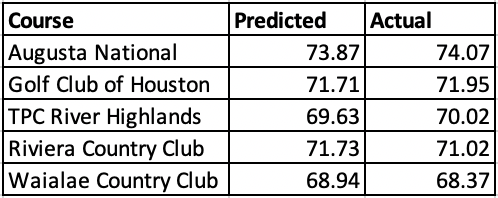 Course Predicted Actual
Augusta National 73.87 74.07
Golf Club of Houston 71.71 71.95
TPC River Highlands 69.63 70.02
Riviera Country Club 71.73 71.02
Waialae Country Club 68.94 68.37